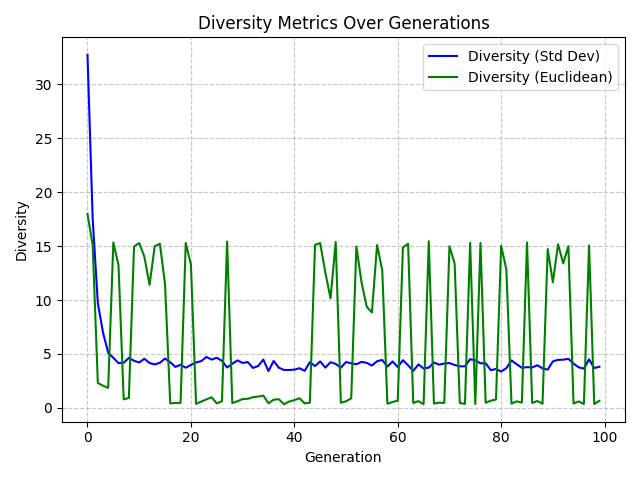 Diversity Metrics Over Generations
Diversity (Std Dev)
Diversity (Euclidean)
Diversity
30
25
20
15
10
5
0
0 20 40 60 80 100
Generation